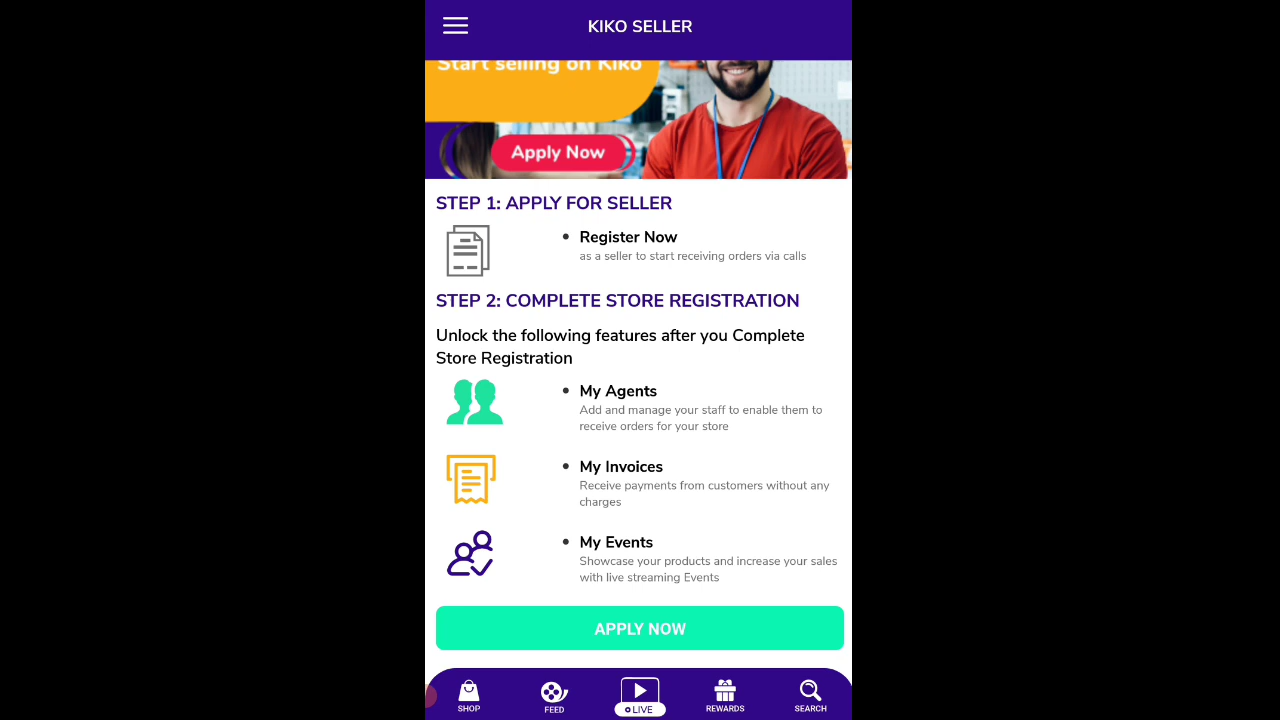 KIKO SELLER
Start selling on Kiko
Apply Now
STEP 1: APPLY FOR SELLER
Register Now
as a seller to start receiving orders via calls
STEP 2: COMPLETE STORE REGISTRATION
Unlock the following features after you Complete
Store Registration
My Agents
Add and manage your staff to enable them to
receive orders for your store
My Invoices
Receive payments from customers without any
charges
My Events
Showcase your products and increase your sales
with live streaming Events
APPLY NOW
SHOP
FEED
LIVE
REWARDS
SEARCH